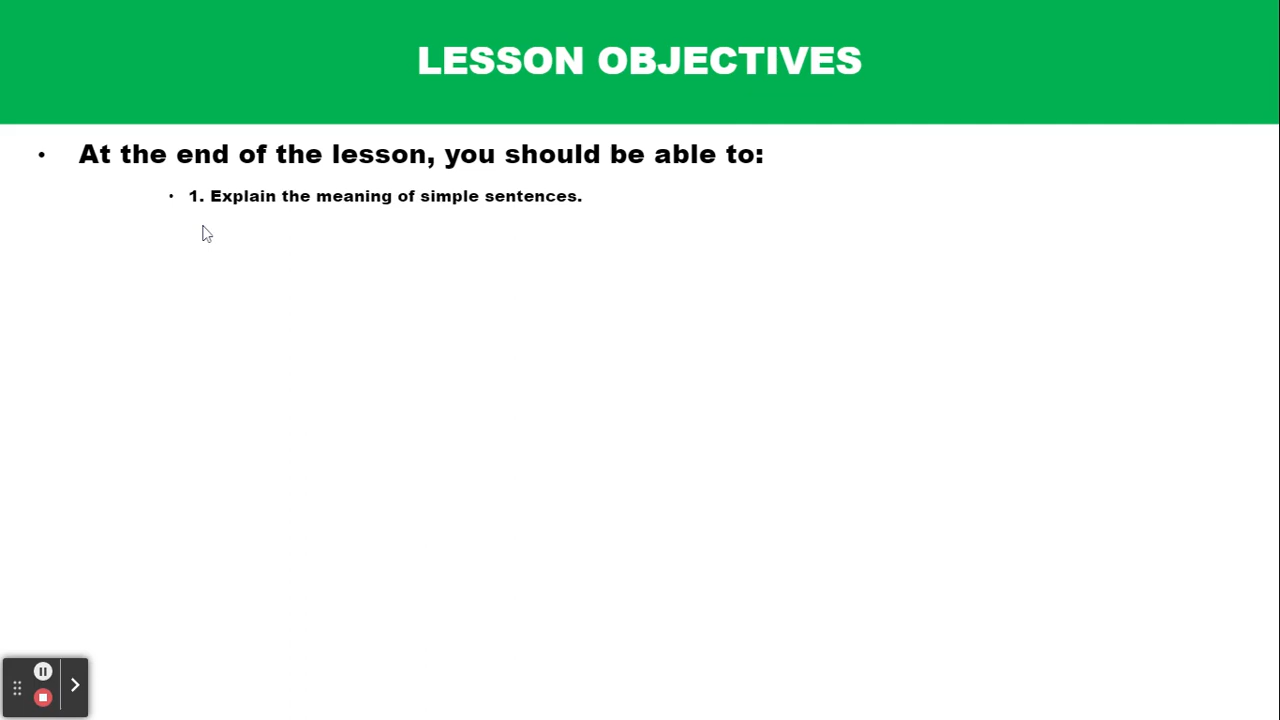 LESSON OBJECTIVES
• At the end of the lesson, you should be able to:
• 1. Explain the meaning of simple sentences.